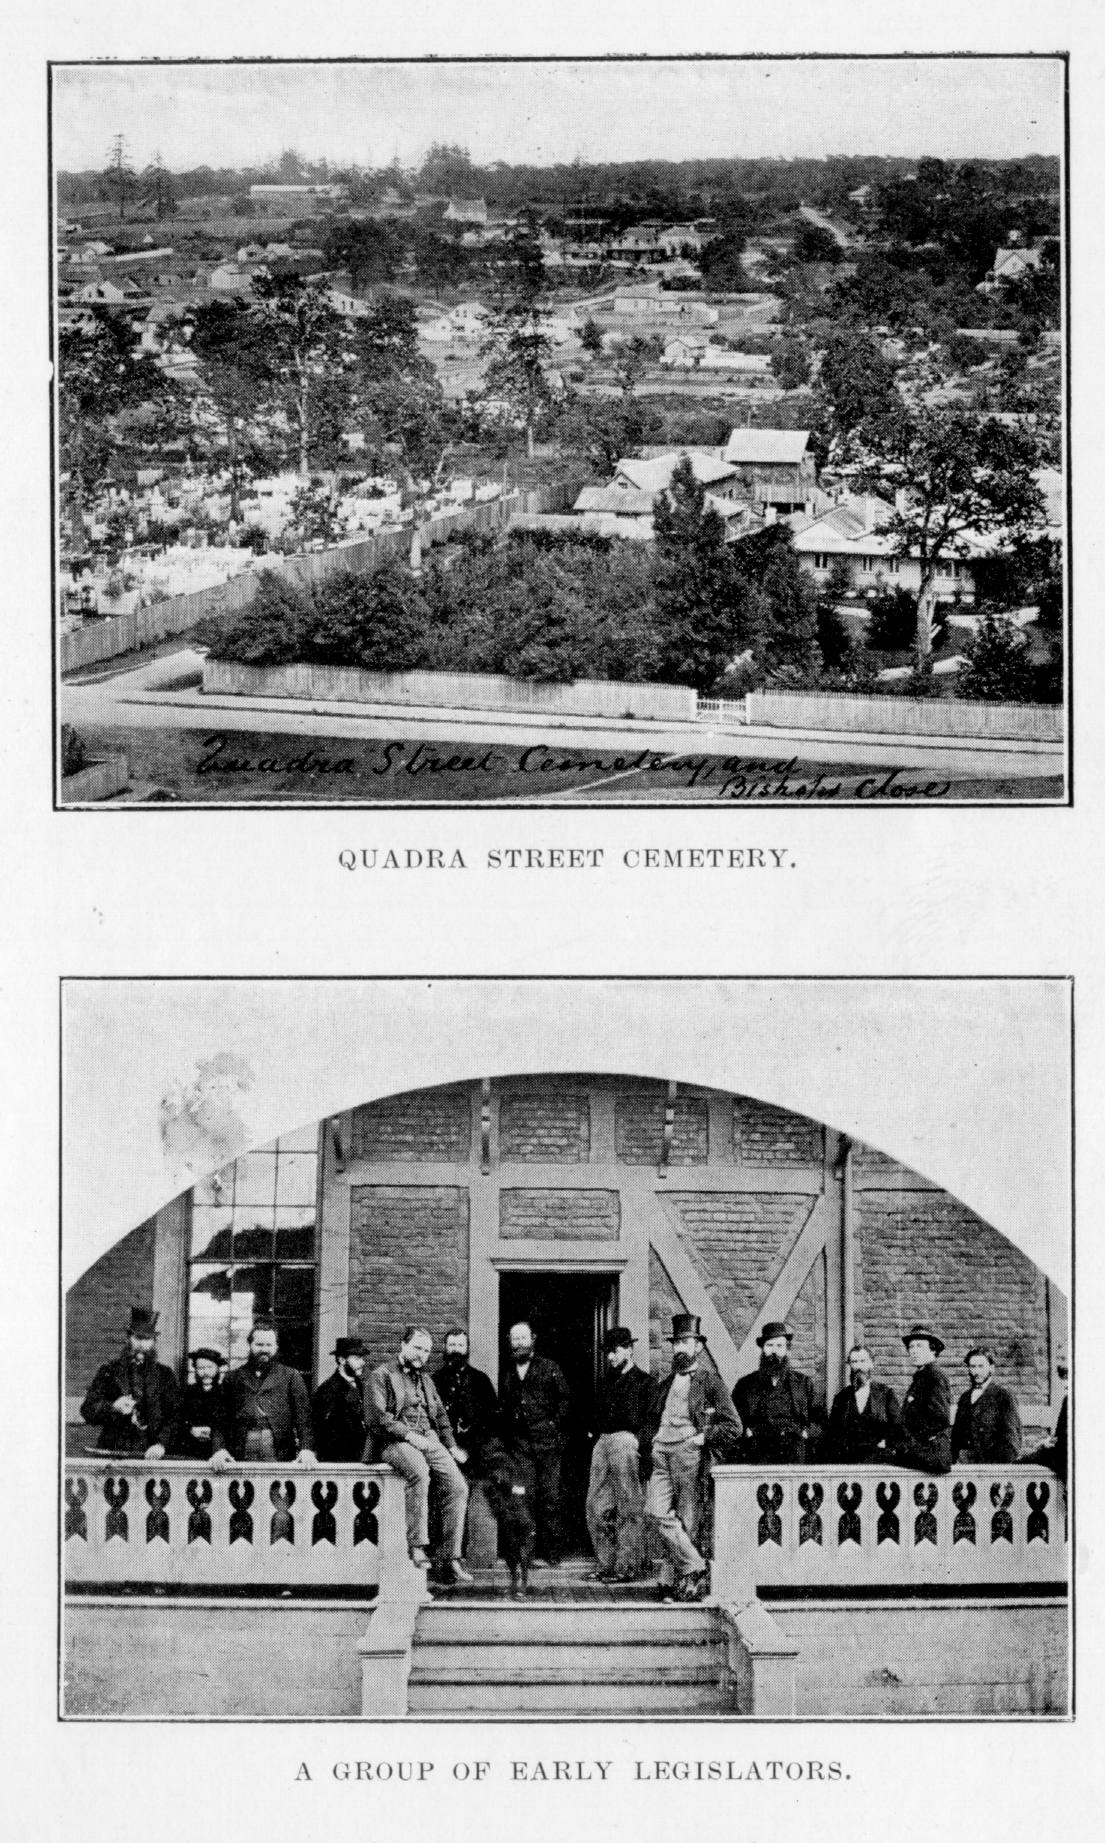 Quadra Street Cemetery, and
Bishops Close
QUADRA STREET CEMETERY.
A GROUP OF EARLY LEGISLATORS.